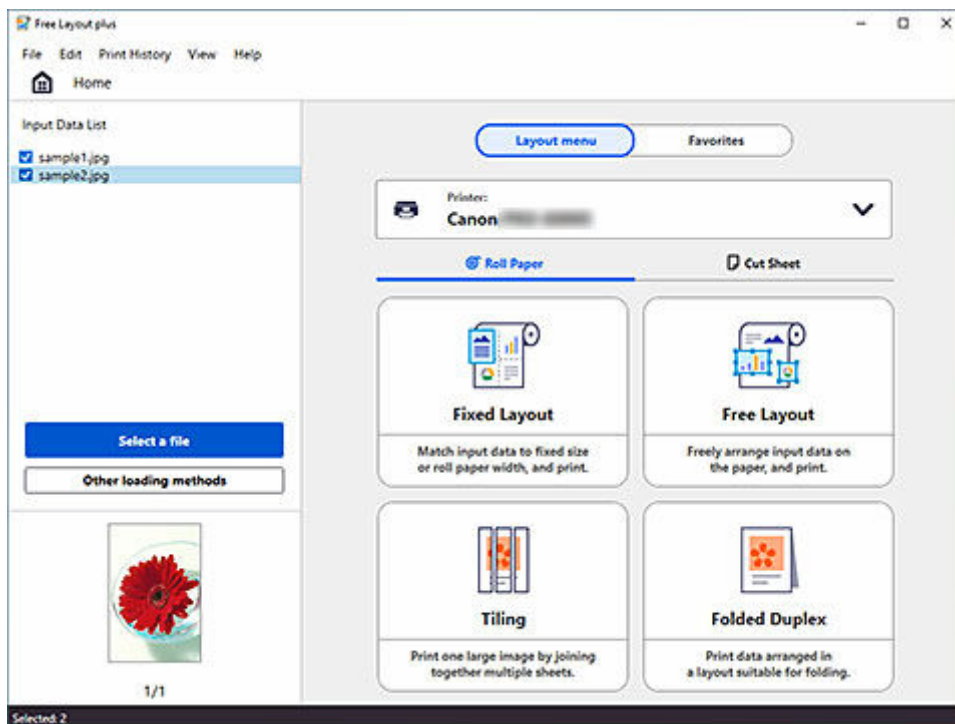 Free Layout plus
File Edit Print History View Help
Home
Input Data List
sample1.jpg
sample2.jpg
Select a file
Other loading methods
1/1
Layout menu Favorites
Printer:
Canon
Roll Paper Cut Sheet
Fixed Layout
Match input data to fixed size
or roll paper width, and print.
Free Layout
Freely arrange input data on
the paper, and print.
Tiling
Print one large image by joining
together multiple sheets.
Folded Duplex
Print data arranged in
a layout suitable for folding.
Selected: 2